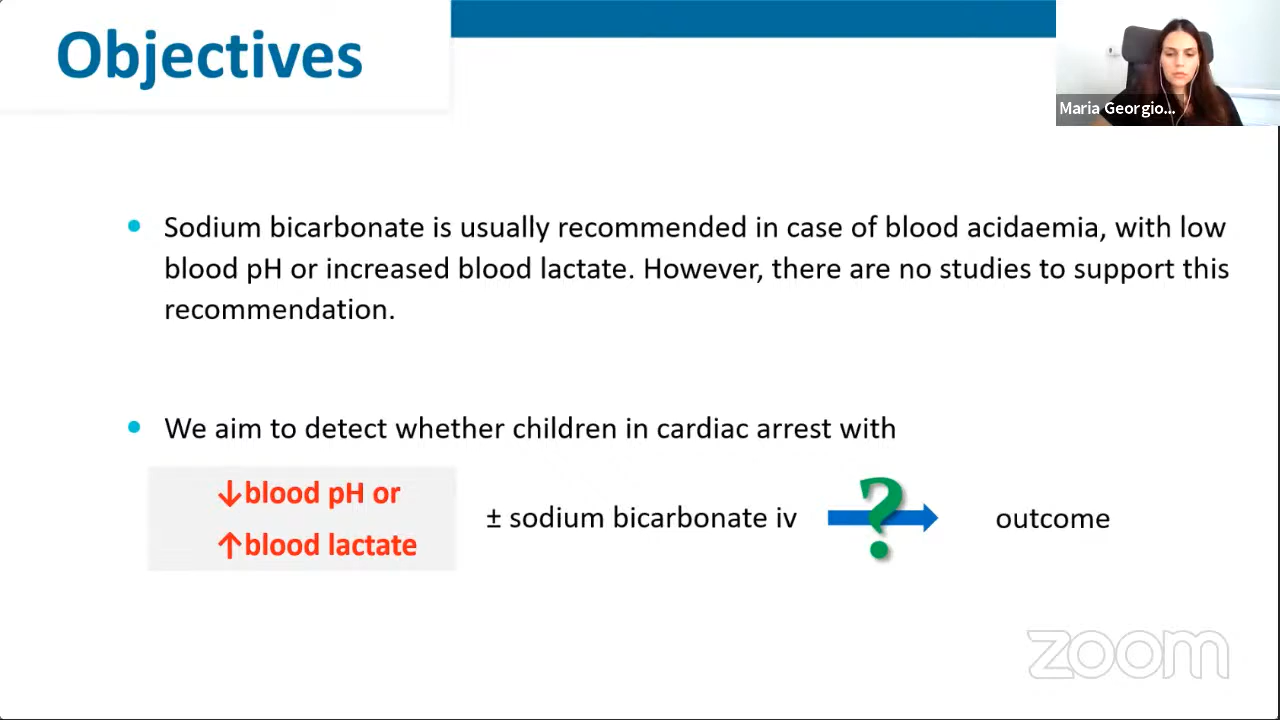 Objectives
Maria Georgio...
• Sodium bicarbonate is usually recommended in case of blood acidaemia, with low
blood pH or increased blood lactate. However, there are no studies to support this
recommendation.
• We aim to detect whether children in cardiac arrest with
↓blood pH or
↑blood lactate
± sodium bicarbonate iv
?
outcome
zoom